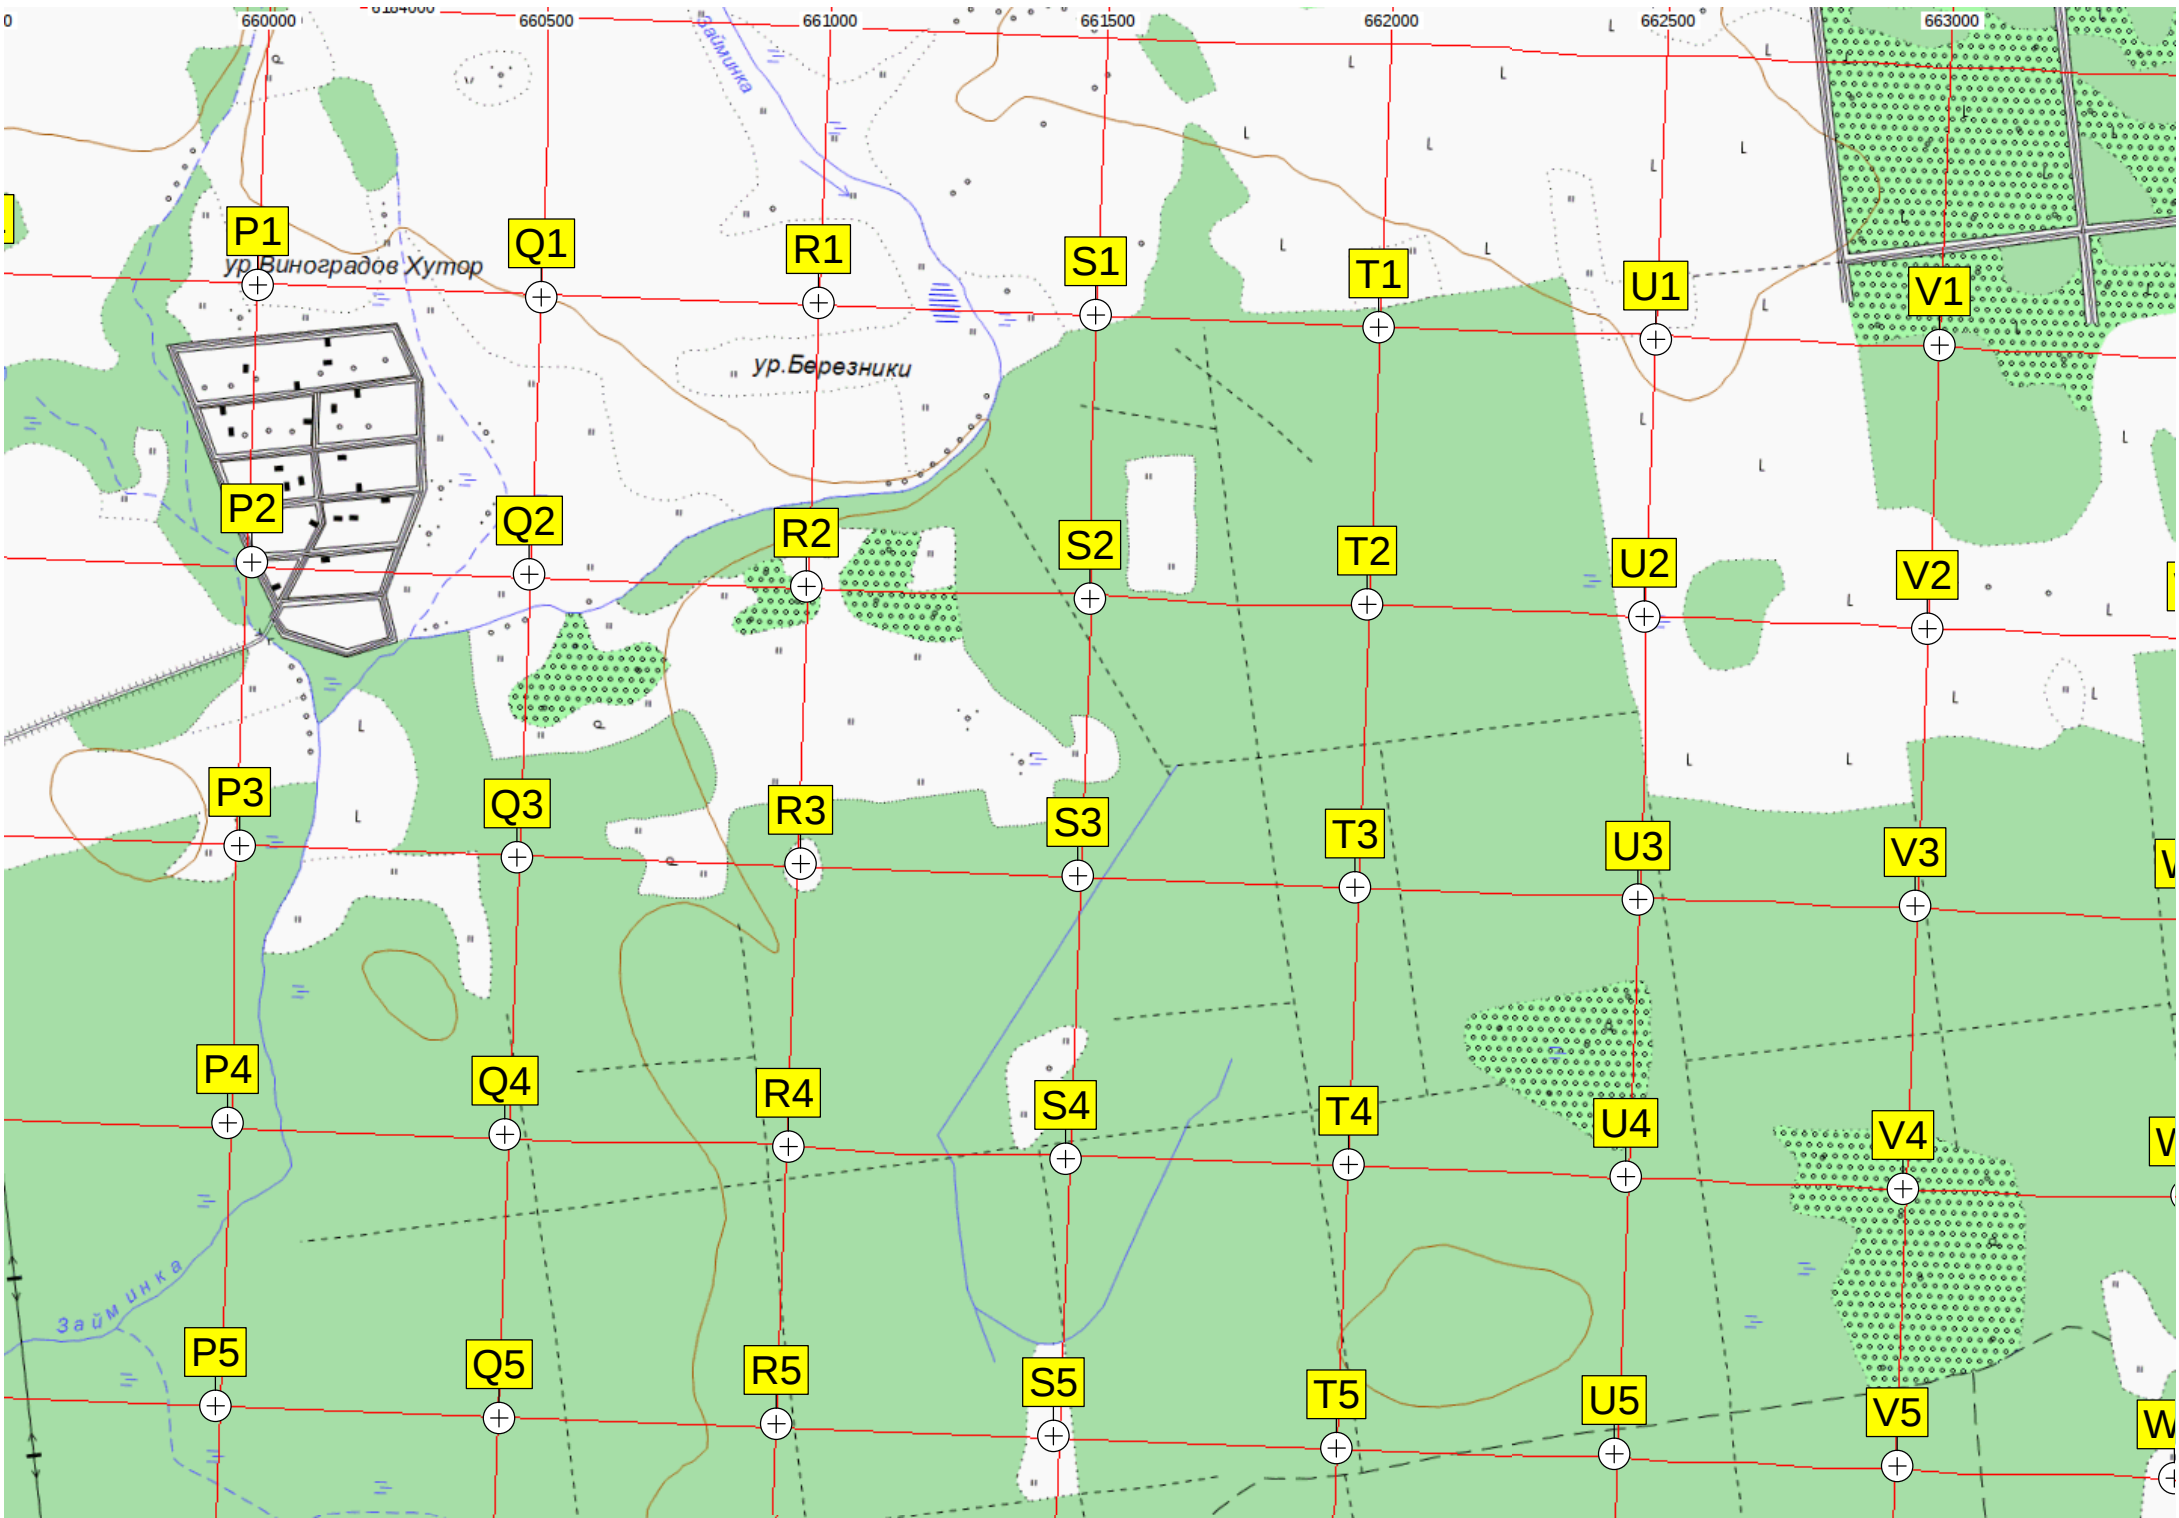 660000 660500 661000 661500 662000 662500 663000
6184000
Займинка
P1 Q1 R1 S1 T1 U1 V1
ур.Виноградов Хутор
ур.Березники
P2 Q2 R2 S2 T2 U2 V2
P3 Q3 R3 S3 T3 U3 V3
P4 Q4 R4 S4 T4 U4 V4
Займинка
P5 Q5 R5 S5 T5 U5 V5